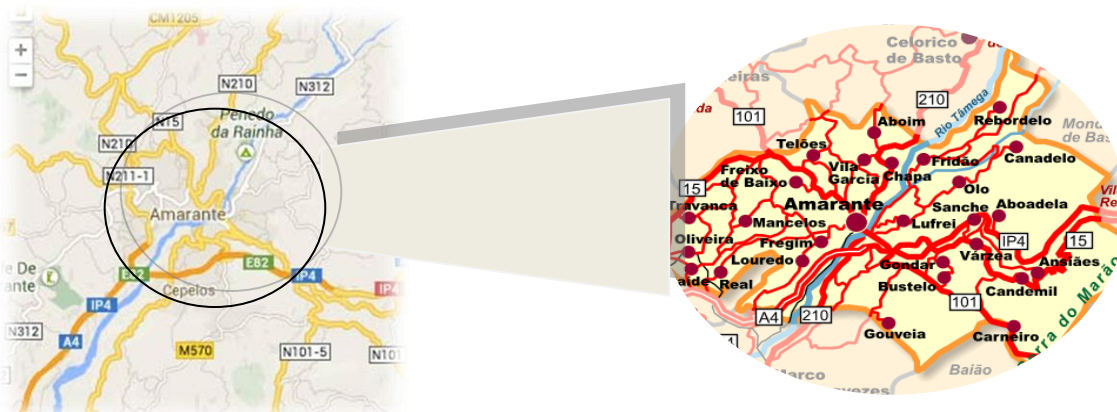 CM1205
+
−
N210
N312
N15
Penedo
da Rainha
N210
N211-1
Amarante
E82
E82
IP4
IP4
Cepelos
IP4
A4
N312
M570
N101-5
N101
Celorico
de Basto
210
101
Rio Tâmega
Rebordelo
Aboim
Telões
Canadelo
Vila
Garcia
Chapa
Fridão
Freixo
de Baixo
15
Olo
Travanca
Amarante
Sanche
Aboadela
Mancelos
Lufrei
IP4
15
Oliveira
Fregim
Várzea
Louredo
Gondar
Ansiães
Real
Bustelo
Candemil
101
A4
210
Gouveia
Carneiro
Baião